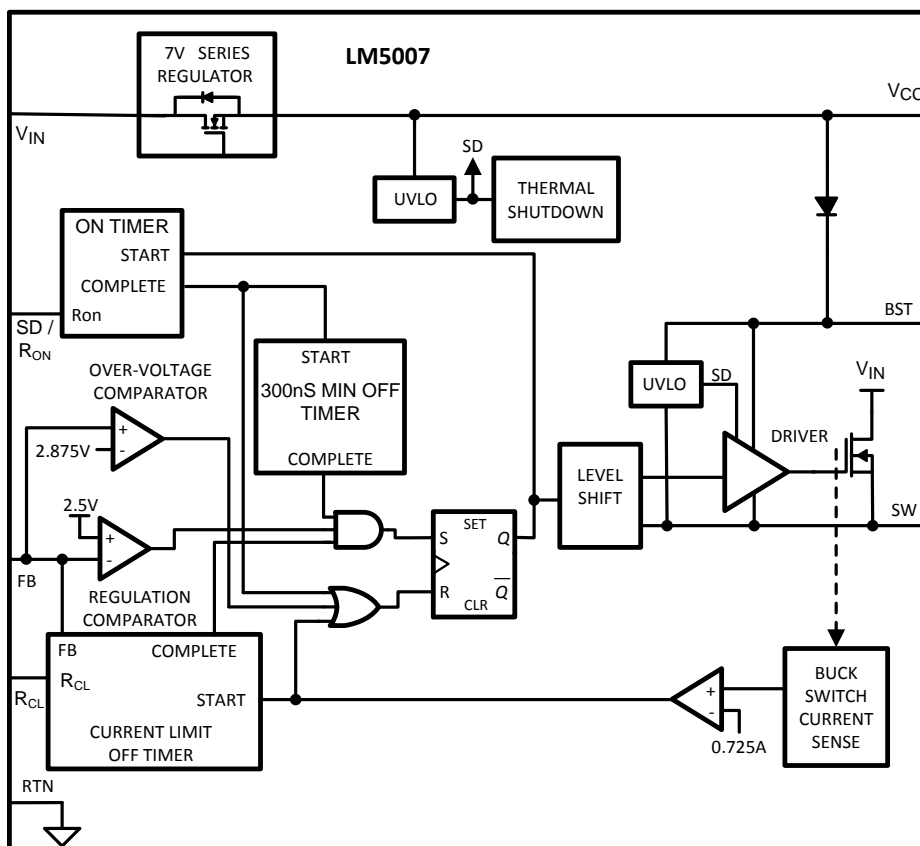 7V SERIES
REGULATOR
LM5007
VIN
VCC
SD
UVLO
THERMAL
SHUTDOWN
ON TIMER
START
COMPLETE
Ron
SD /
RON
BST
START
300nS MIN OFF
TIMER
COMPLETE
OVER-VOLTAGE
COMPARATOR
+
-
2.875V
UVLO
SD
VIN
DRIVER
LEVEL
SHIFT
SW
2.5V
+
-
FB
REGULATION
COMPARATOR
SET
S
Q
R
Q
CLR
FB
COMPLETE
RCL
RCL
START
CURRENT LIMIT
OFF TIMER
+
-
0.725A
BUCK
SWITCH
CURRENT
SENSE
RTN